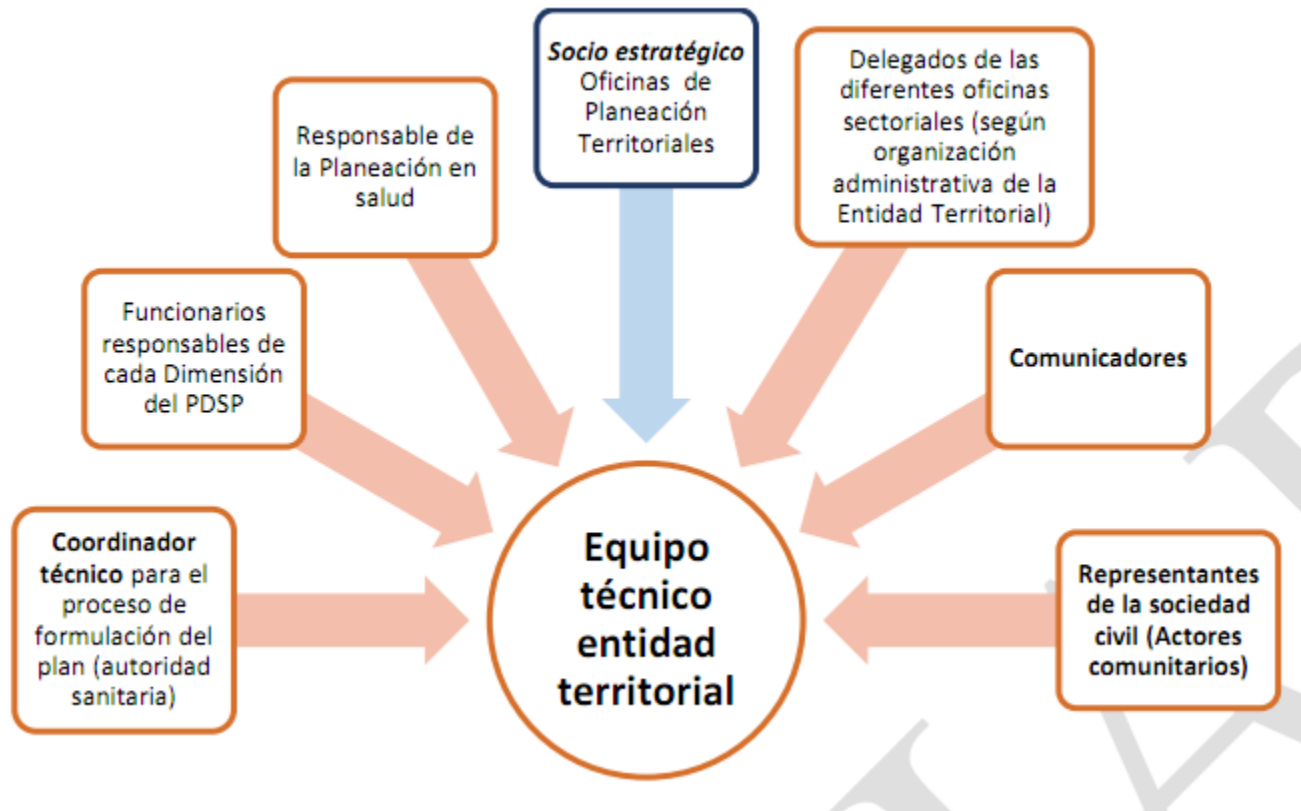 Socio estratégico
Oficinas de
Planeación
Territoriales
Delegados de las
diferentes oficinas
sectoriales (según
organización
administrativa de la
Entidad Territorial)
Responsable de
la Planeación en
salud
Funcionarios
responsables de
cada Dimensión
del PDSP
Comunicadores
Coordinador
técnico para el
proceso de
formulación del
plan (autoridad
sanitaria)
Equipo
técnico
entidad
territorial
Representantes
de la sociedad
civil (Actores
comunitarios)